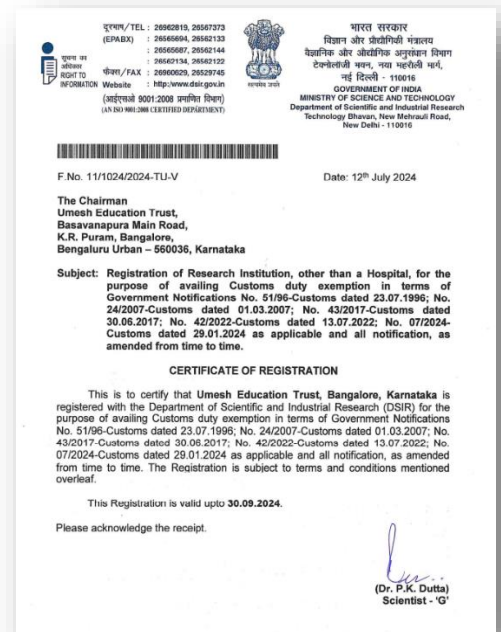 सूचना का
अधिकार
RIGHT TO
INFORMATION
दूरभाष/TEL : 26962819, 26567373
(EPABX) : 26565694, 26562133
: 26565687, 26562144
: 26562134, 26562122
फैक्स/FAX : 26960629, 26529745
Website : http://www.dsir.gov.in
(आईएसओ 9001:2008 प्रमाणित विभाग)
(AN ISO 9001:2008 CERTIFIED DEPARTMENT)
सत्यमेव जयते
भारत सरकार
विज्ञान और प्रौद्योगिकी मंत्रालय
वैज्ञानिक और औद्योगिक अनुसंधान विभाग
टेक्नोलॉजी भवन, नया महरौली मार्ग,
नई दिल्ली - 110016
GOVERNMENT OF INDIA
MINISTRY OF SCIENCE AND TECHNOLOGY
Department of Scientific and Industrial Research
Technology Bhavan, New Mehrauli Road,
New Delhi - 110016
F.No. 11/1024/2024-TU-V
Date: 12th July 2024
The Chairman
Umesh Education Trust,
Basavanapura Main Road,
K.R. Puram, Bangalore,
Bengaluru Urban – 560036, Karnataka
Subject: Registration of Research Institution, other than a Hospital, for the
purpose of availing Customs duty exemption in terms of
Government Notifications No. 51/96-Customs dated 23.07.1996; No.
24/2007-Customs dated 01.03.2007; No. 43/2017-Customs dated
30.06.2017; No. 42/2022-Customs dated 13.07.2022; No. 07/2024-
Customs dated 29.01.2024 as applicable and all notification, as
amended from time to time.
CERTIFICATE OF REGISTRATION
This is to certify that Umesh Education Trust, Bangalore, Karnataka is
registered with the Department of Scientific and Industrial Research (DSIR) for the
purpose of availing Customs duty exemption in terms of Government Notifications
No. 51/96-Customs dated 23.07.1996; No. 24/2007-Customs dated 01.03.2007; No.
43/2017-Customs dated 30.06.2017; No. 42/2022-Customs dated 13.07.2022; No.
07/2024-Customs dated 29.01.2024 as applicable and all notification, as amended
from time to time. The Registration is subject to terms and conditions mentioned
overleaf.
This Registration is valid upto 30.09.2024.
Please acknowledge the receipt.
(Dr. P.K. Dutta)
Scientist - 'G'